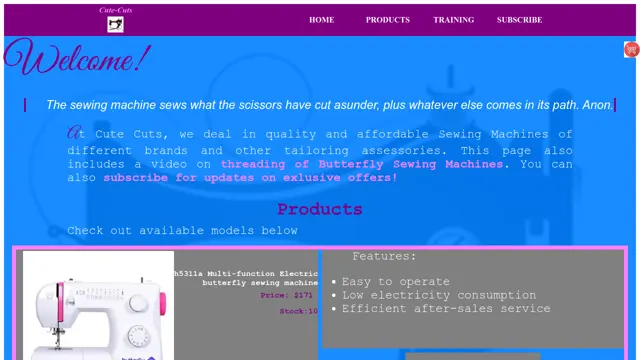 Cute-Cuts
HOME PRODUCTS TRAINING SUBSCRIBE
Welcome!
The sewing machine sews what the scissors have cut asunder, plus whatever else comes in its path. Anon.
At Cute Cuts, we deal in quality and affordable Sewing Machines of
different brands and other tailoring assessories. This page also
includes a video on threading of Butterfly Sewing Machines. You can
also subscribe for updates on exlusive offers!
Products
Check out available models below
h5311a Multi-function Electric
butterfly sewing machine
Price: $171
Stock:10
Features:
Easy to operate
Low electricity consumption
Efficient after-sales service